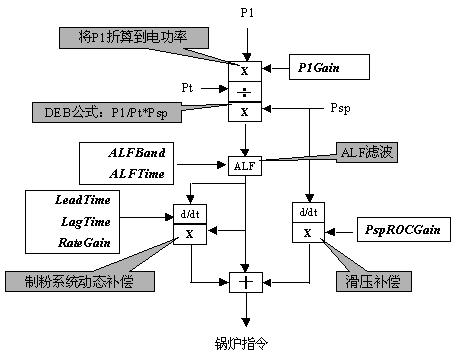 P1
将P1折算到电功率
X
P1Gain
Pt
÷
DEB公式：P1/Pt*Psp
X
Psp
ALFBand
ALFTime
ALF
ALF滤波
LeadTime
LagTime
RateGain
d/dt
X
d/dt
X
PspROCGain
制粉系统动态补偿
+
滑压补偿
锅炉指令